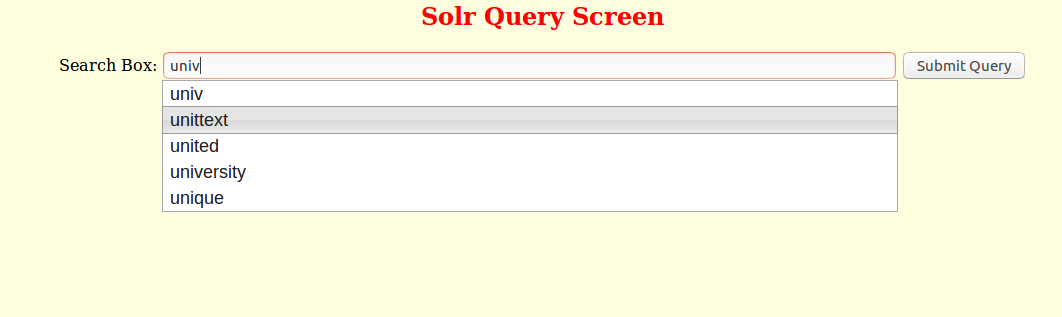 Solr Query Screen
Search Box: univ Submit Query
univ
unittext
united
university
unique